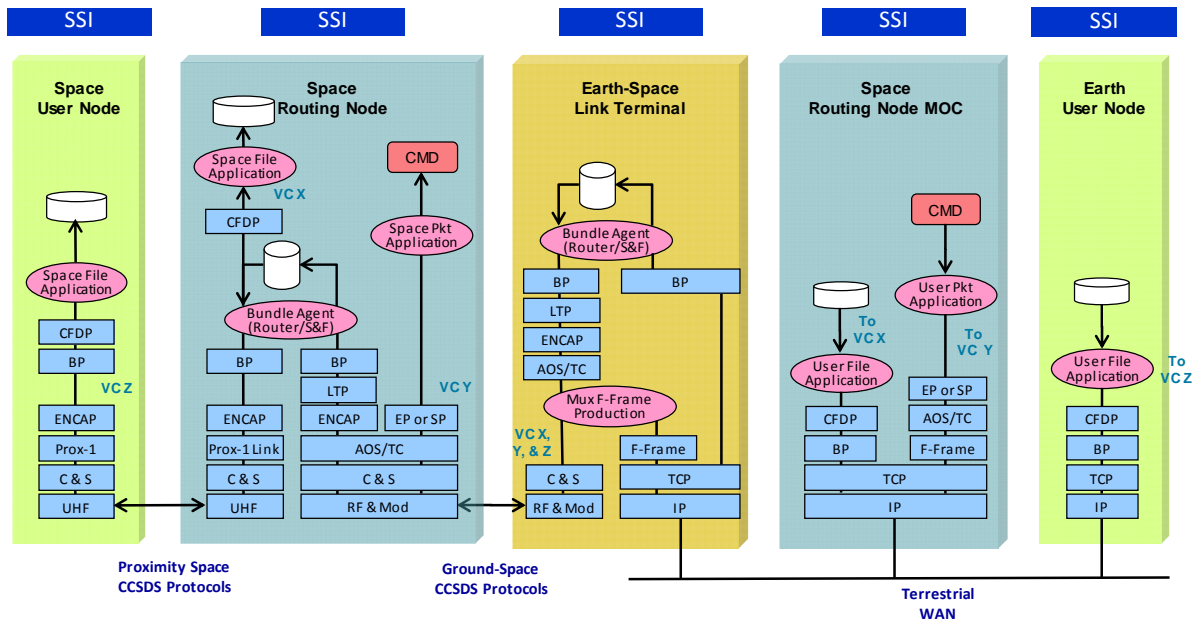 SSI
SSI
SSI
SSI
SSI
Space
User Node
Space File
Application
CFDP
BP
VC Z
ENCAP
Prox-1
C & S
UHF
Space
Routing Node
Space File
Application
VC X
CFDP
CMD
Space Pkt
Application
Bundle Agent
(Router/S&F)
BP
BP
LTP
VC Y
ENCAP
ENCAP
EP or SP
Prox-1 Link
AOS/TC
C & S
C & S
UHF
RF & Mod
Earth-Space
Link Terminal
Bundle Agent
(Router/S&F)
BP
BP
LTP
ENCAP
AOS/TC
Mux F-Frame
Production
VC X,
Y, & Z
F-Frame
C & S
TCP
RF & Mod
IP
Space
Routing Node MOC
CMD
User Pkt
Application
To
VC X
To
VC Y
User File
Application
EP or SP
CFDP
AOS/TC
BP
F-Frame
TCP
IP
Earth
User Node
User File
Application
To
VC Z
CFDP
BP
TCP
IP
Proximity Space
CCSDS Protocols
Ground-Space
CCSDS Protocols
Terrestrial
WAN